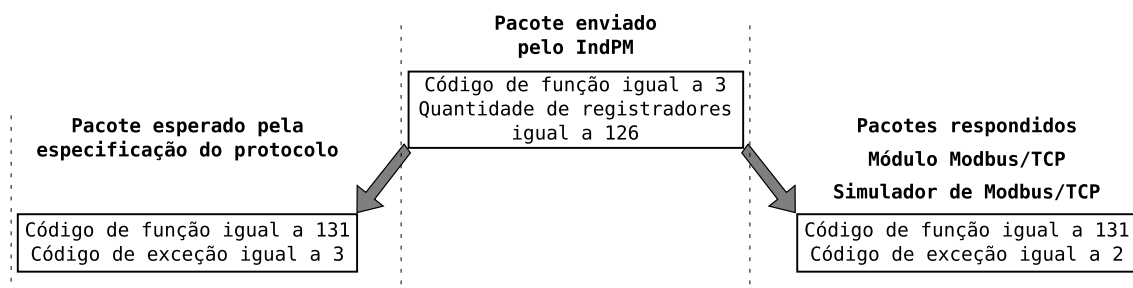 Pacote enviado
pelo IndPM
Código de função igual a 3
Quantidade de registradores
igual a 126
Pacote esperado pela
especificação do protocolo
Código de função igual a 131
Código de exceção igual a 3
Pacotes respondidos
Módulo Modbus/TCP
Simulador de Modbus/TCP
Código de função igual a 131
Código de exceção igual a 2